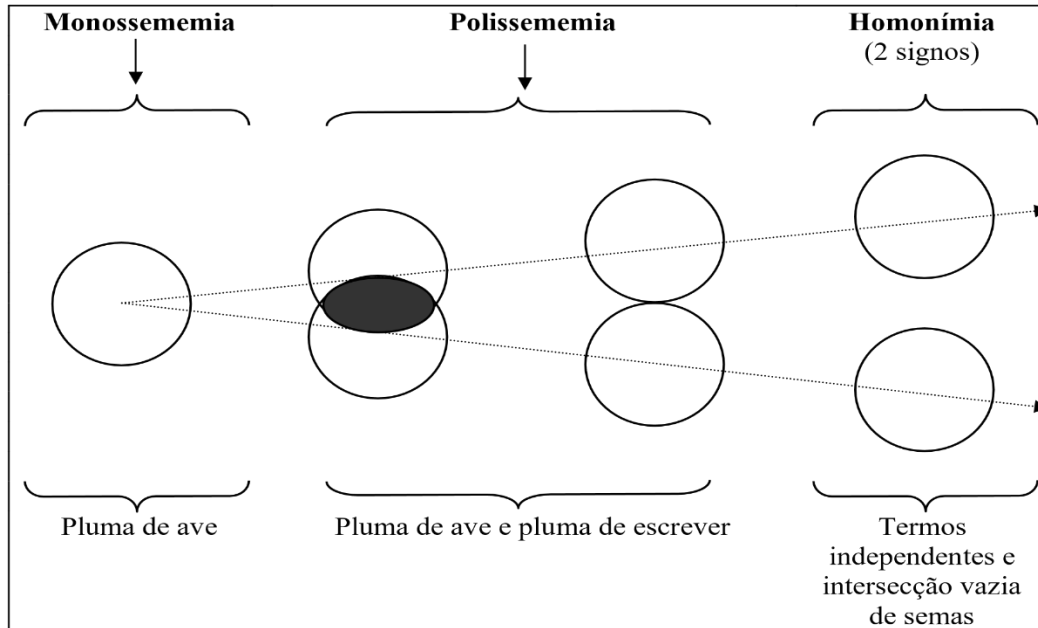 Monossememia
Polissememia
Homonímia
(2 signos)
Pluma de ave
Pluma de ave e pluma de escrever
Termos
independentes e
intersecção vazia
de semas